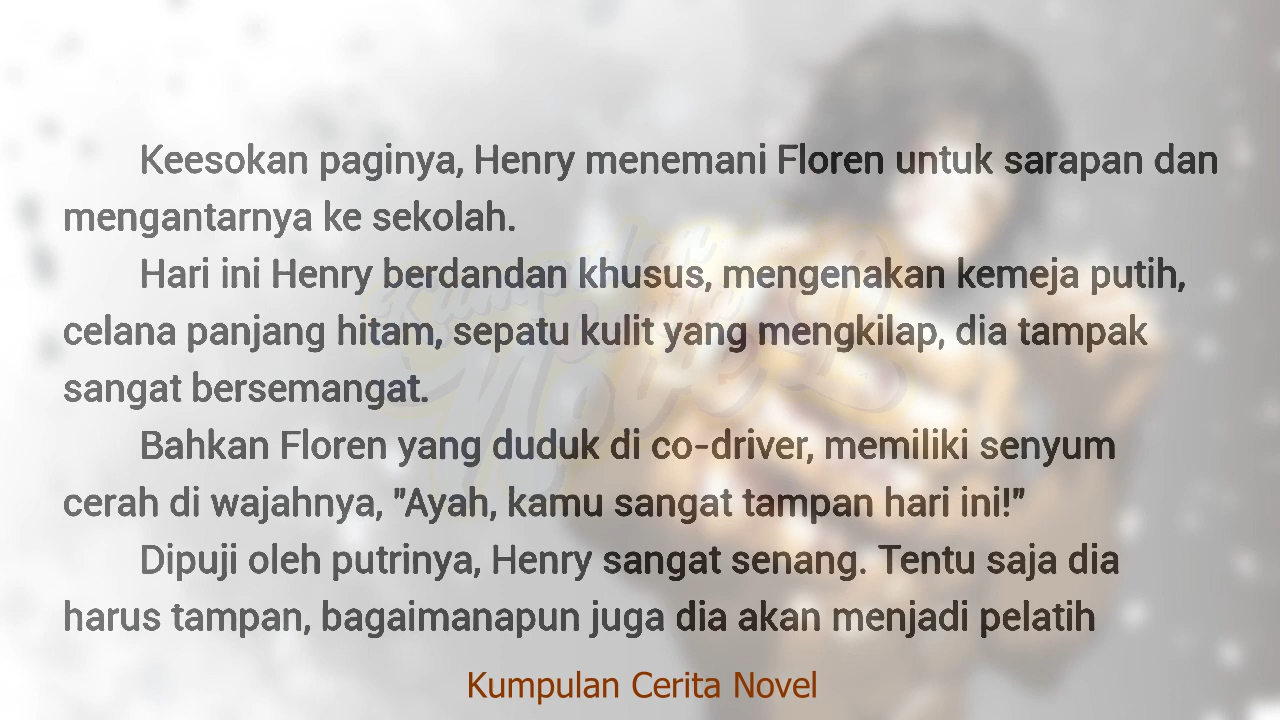 Keesokan paginya, Henry menemani Floren untuk sarapan dan
mengantarnya ke sekolah.
Hari ini Henry berdandan khusus, mengenakan kemeja putih,
celana panjang hitam, sepatu kulit yang mengkilap, dia tampak
sangat bersemangat.
Bahkan Floren yang duduk di co-driver, memiliki senyum
cerah di wajahnya, "Ayah, kamu sangat tampan hari ini!"
Dipuji oleh putrinya, Henry sangat senang. Tentu saja dia
harus tampan, bagaimanapun juga dia akan menjadi pelatih
Kumpulan Cerita Novel